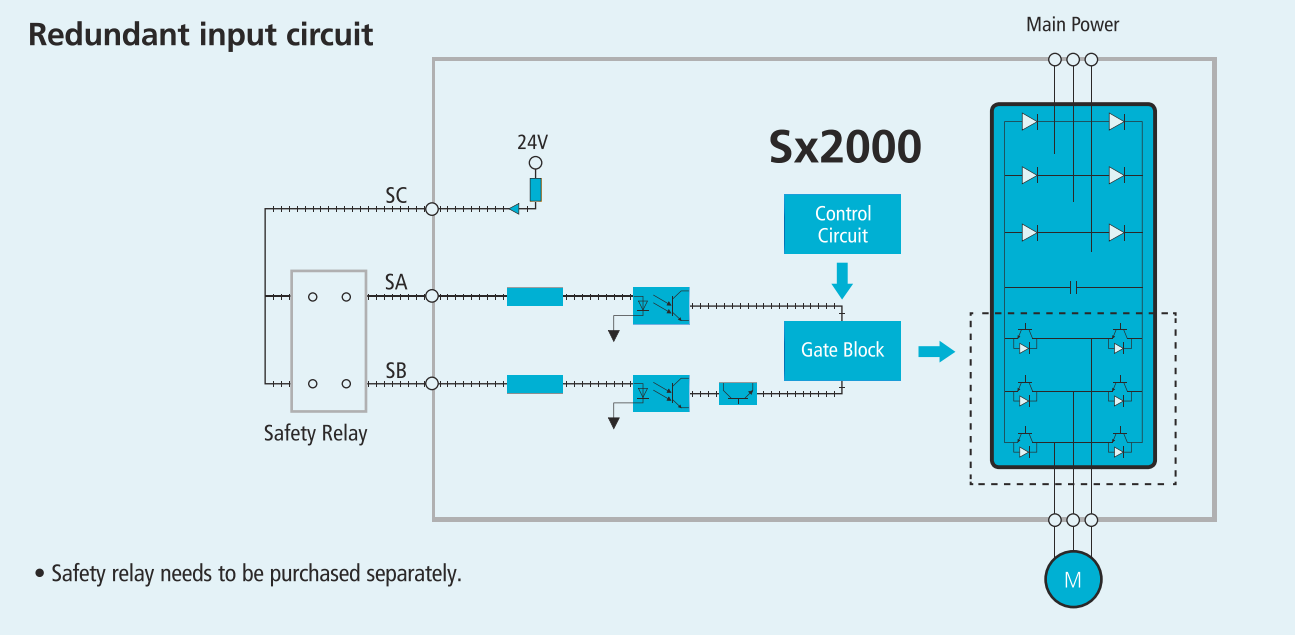 Redundant input circuit
Main Power
Sx2000
24V
SC
Control
Circuit
SA
Gate Block
SB
Safety Relay
M
• Safety relay needs to be purchased separately.